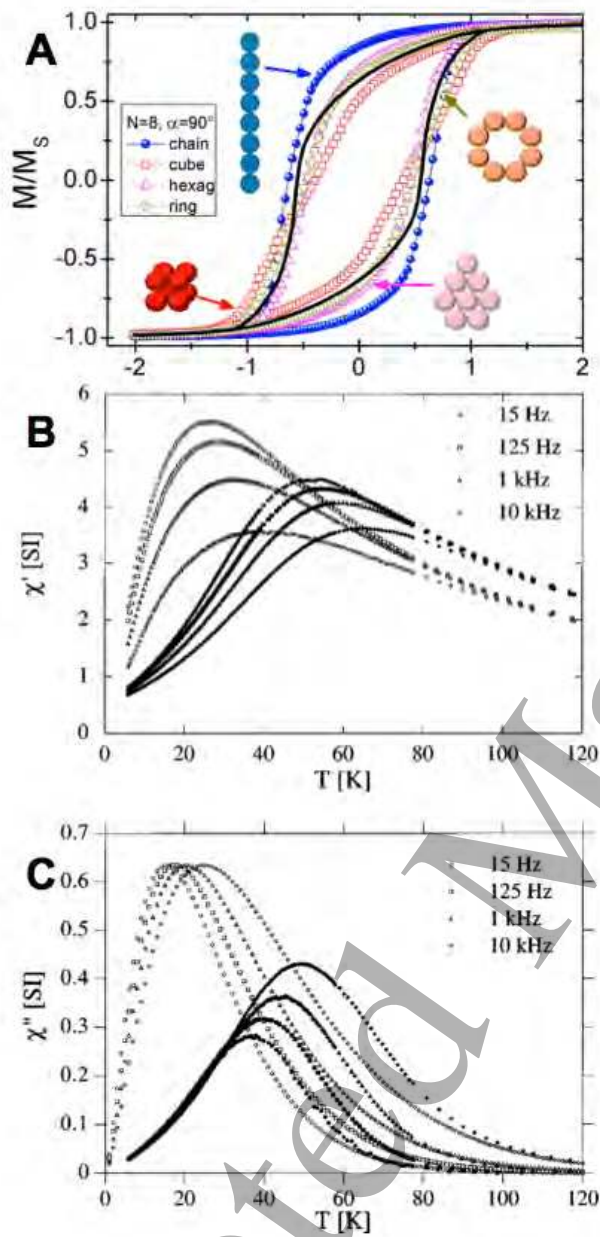 A
1.0
0.5
0.0
-0.5
-1.0
M/M_S
N=8, α=90°
chain
cube
hexag
ring
-2
-1
0
1
2
B
6
5
4
3
2
1
0
χ' [SI]
15 Hz
125 Hz
1 kHz
10 kHz
0
20
40
60
80
100
120
T [K]
C
0.7
0.6
0.5
0.4
0.3
0.2
0.1
0
χ" [SI]
15 Hz
125 Hz
1 kHz
10 kHz
0
20
40
60
80
100
120
T [K]